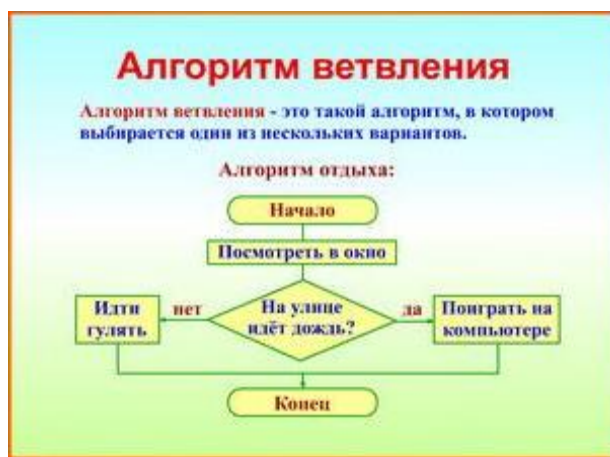 Алгоритм ветвления
Алгоритм ветвления - это такой алгоритм, в котором
выбирается один из нескольких вариантов.
Алгоритм отдыха:
Начало
Посмотреть в окно
На улице
идёт дождь?
нет
Идти
гулять
да
Поиграть на
компьютере
Конец